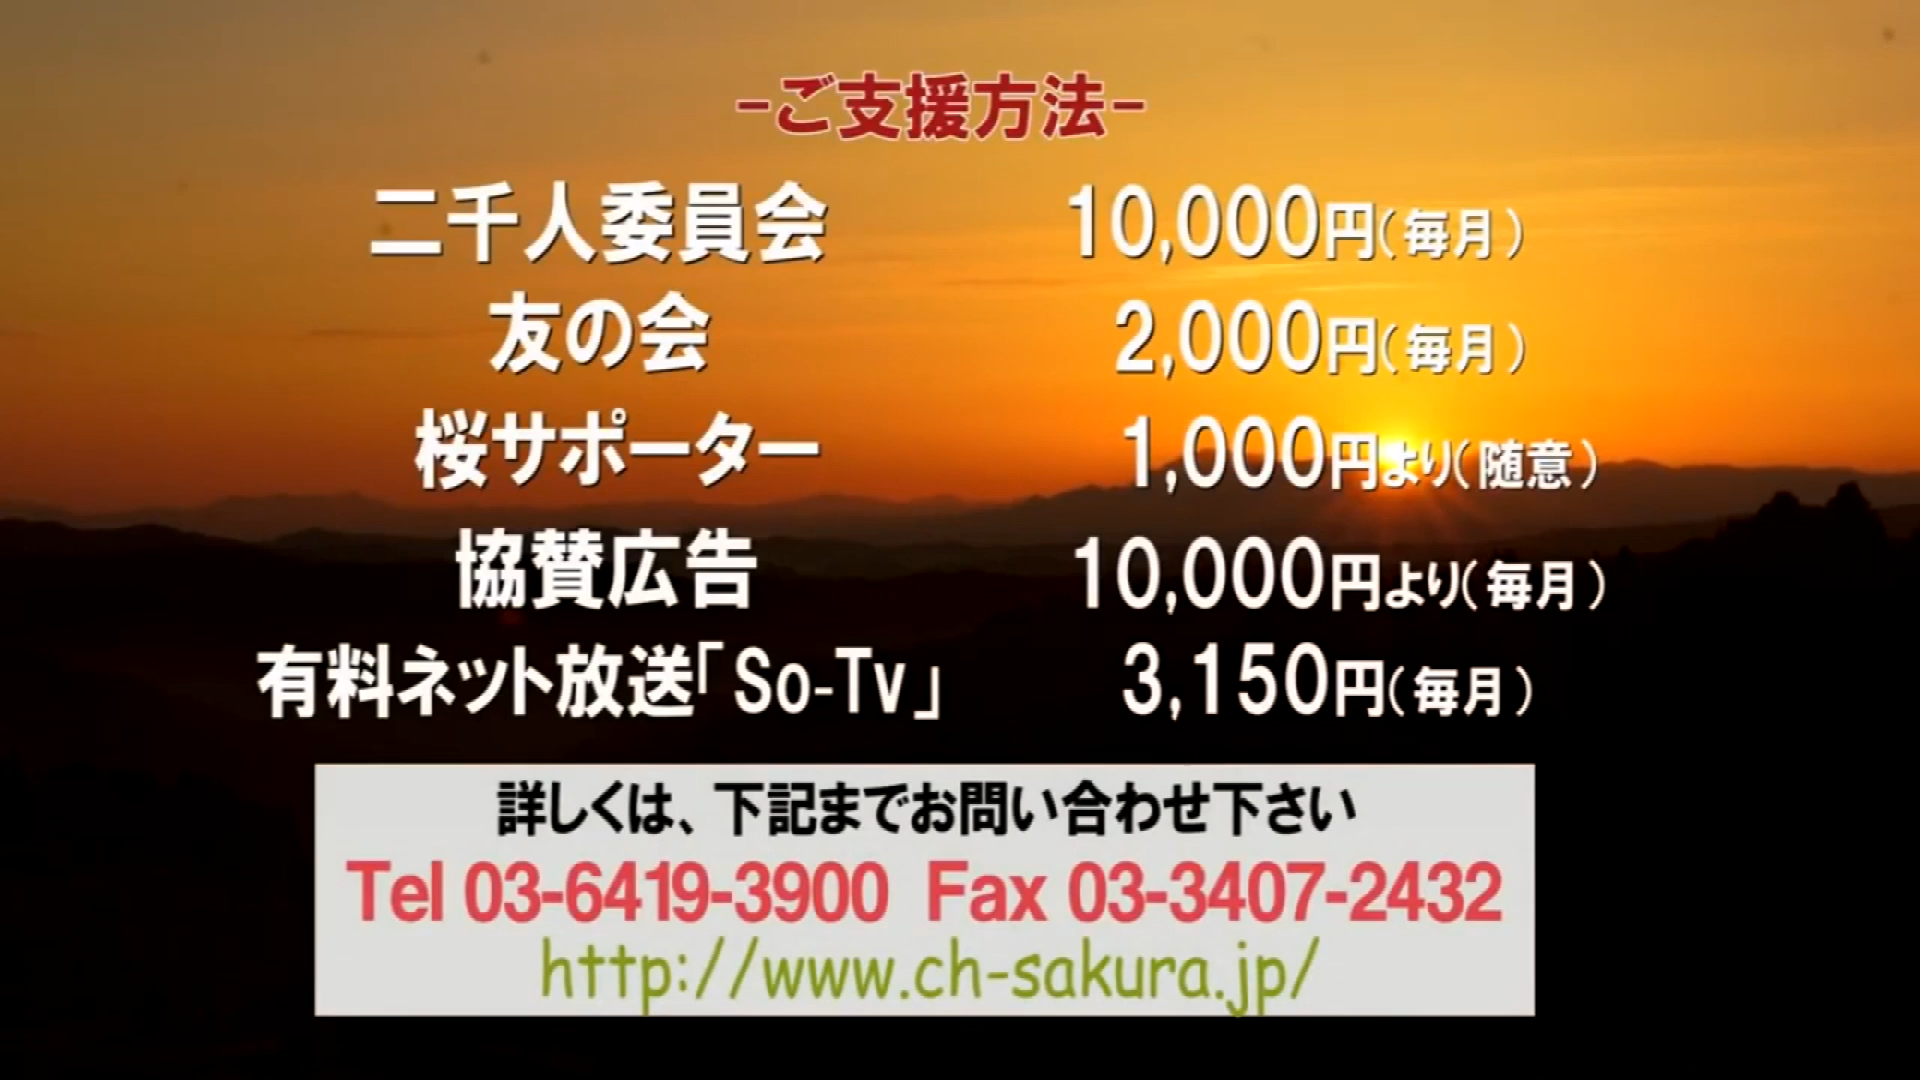 -ご支援方法-
二千人委員会 10,000円(毎月)
友の会 2,000円(毎月)
桜サポーター 1,000円より(随意)
協賛広告 10,000円より(毎月)
有料ネット放送「So-Tv」 3,150円(毎月)
詳しくは、下記までお問い合わせ下さい
Tel 03-6419-3900 Fax 03-3407-2432
http://www.ch-sakura.jp/